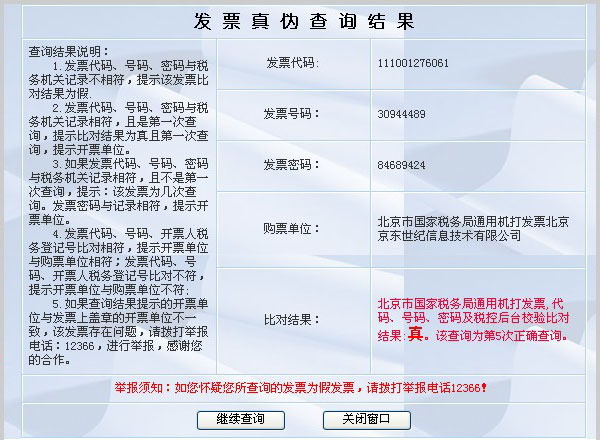 发票真伪查询结果
查询结果说明：
1.发票代码、号码、密码与税
务机关记录不相符，提示该发票比
对结果为假.
2.发票代码、号码、密码与税
务机关记录相符，且是第一次查
询，提示比对结果为真且第一次查
询，提示开票单位。
3.如果发票代码、号码、密码
与税务机关记录相符，且不是第一
次查询，提示：该发票为几次查
询。发票密码与记录相符，提示开
票单位。
4.发票代码、号码、开票人税
务登记号比对相符，提示开票单位
与购票单位相符；发票代码、号
码、开票人税务登记号比对不符，
提示开票单位与购票单位不符;
5.如果查询结果提示的开票单
位与发票上盖章的开票单位不一
致，该发票存在问题，请拨打举报
电话：12366，进行举报，感谢您
的合作。
发票代码:
111001276061
发票号码：
30944489
发票密码：
84689424
购票单位：
北京市国家税务局通用机打发票北京
京东世纪信息技术有限公司
比对结果：
北京市国家税务局通用机打发票,代
码、号码、密码及税控后台校验比对
结果:真。该查询为第5次正确查询。
举报须知：如您怀疑您所查询的发票为假发票，请拨打举报电话12366！
继续查询
关闭窗口